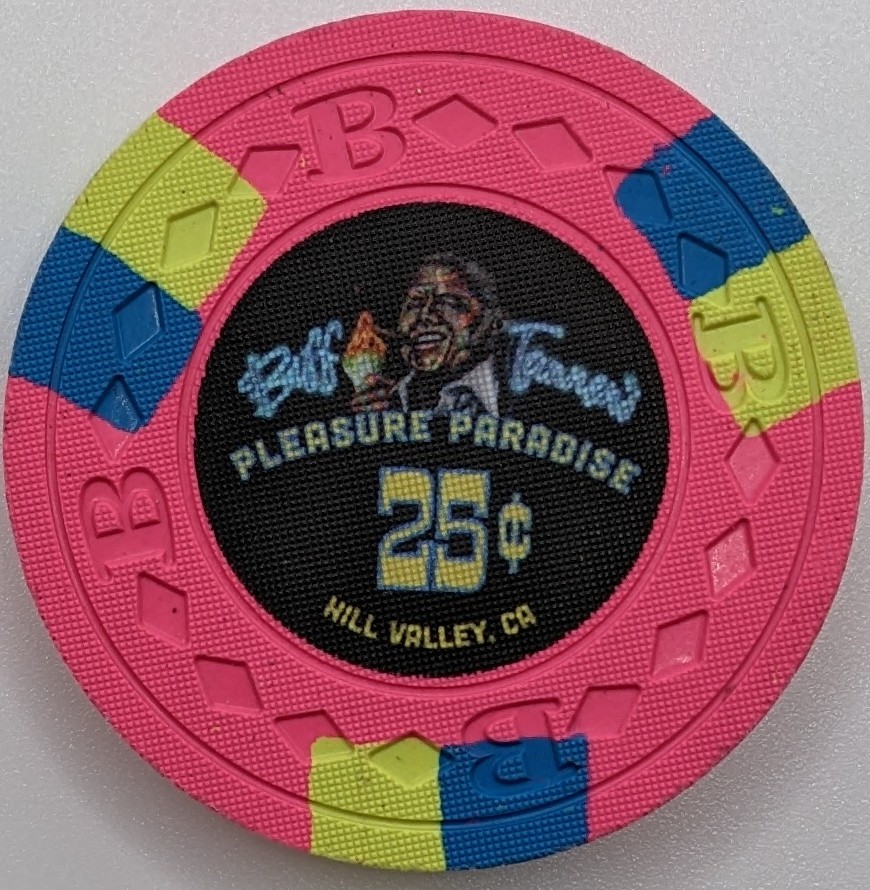 B
B
Biff Tannen's
PLEASURE PARADISE
25¢
HILL VALLEY, CA
B
B